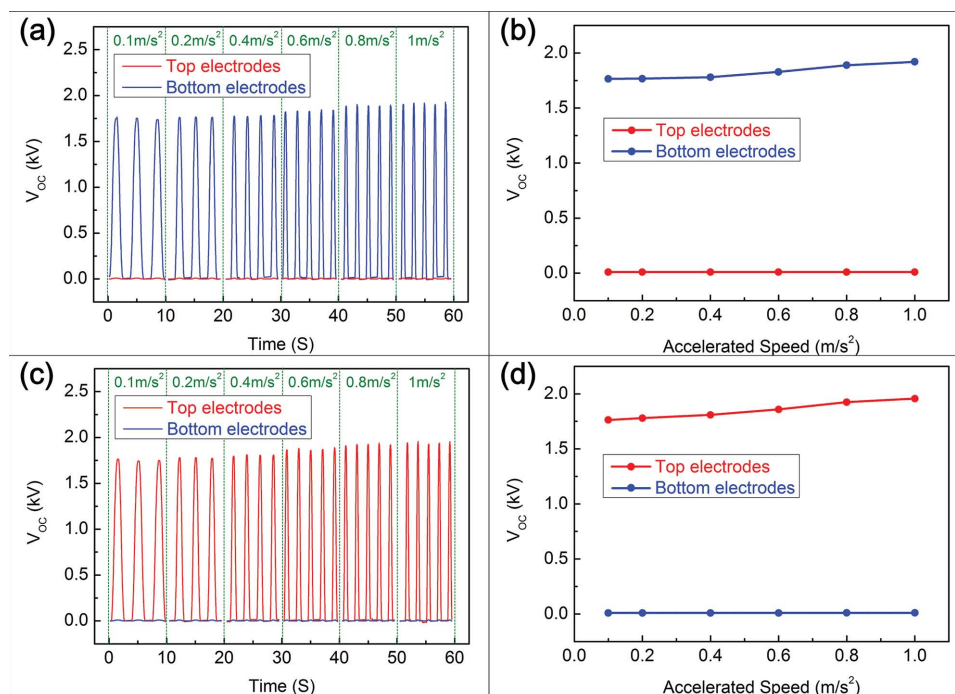 (a)
0.1m/s² 0.2m/s² 0.4m/s² 0.6m/s² 0.8m/s² 1m/s²
Top electrodes
Bottom electrodes
2.5
2.0
1.5
1.0
0.5
0.0
V_OC (kV)
0 10 20 30 40 50 60
Time (S)
(b)
2.0
1.5
1.0
0.5
0.0
V_OC (kV)
Top electrodes
Bottom electrodes
0.0 0.2 0.4 0.6 0.8 1.0
Accelerated Speed (m/s²)
(c)
0.1m/s² 0.2m/s² 0.4m/s² 0.6m/s² 0.8m/s² 1m/s²
Top electrodes
Bottom electrodes
2.5
2.0
1.5
1.0
0.5
0.0
V_OC (kV)
0 10 20 30 40 50 60
Time (S)
(d)
2.0
1.5
1.0
0.5
0.0
V_OC (kV)
Top electrodes
Bottom electrodes
0.0 0.2 0.4 0.6 0.8 1.0
Accelerated Speed (m/s²)